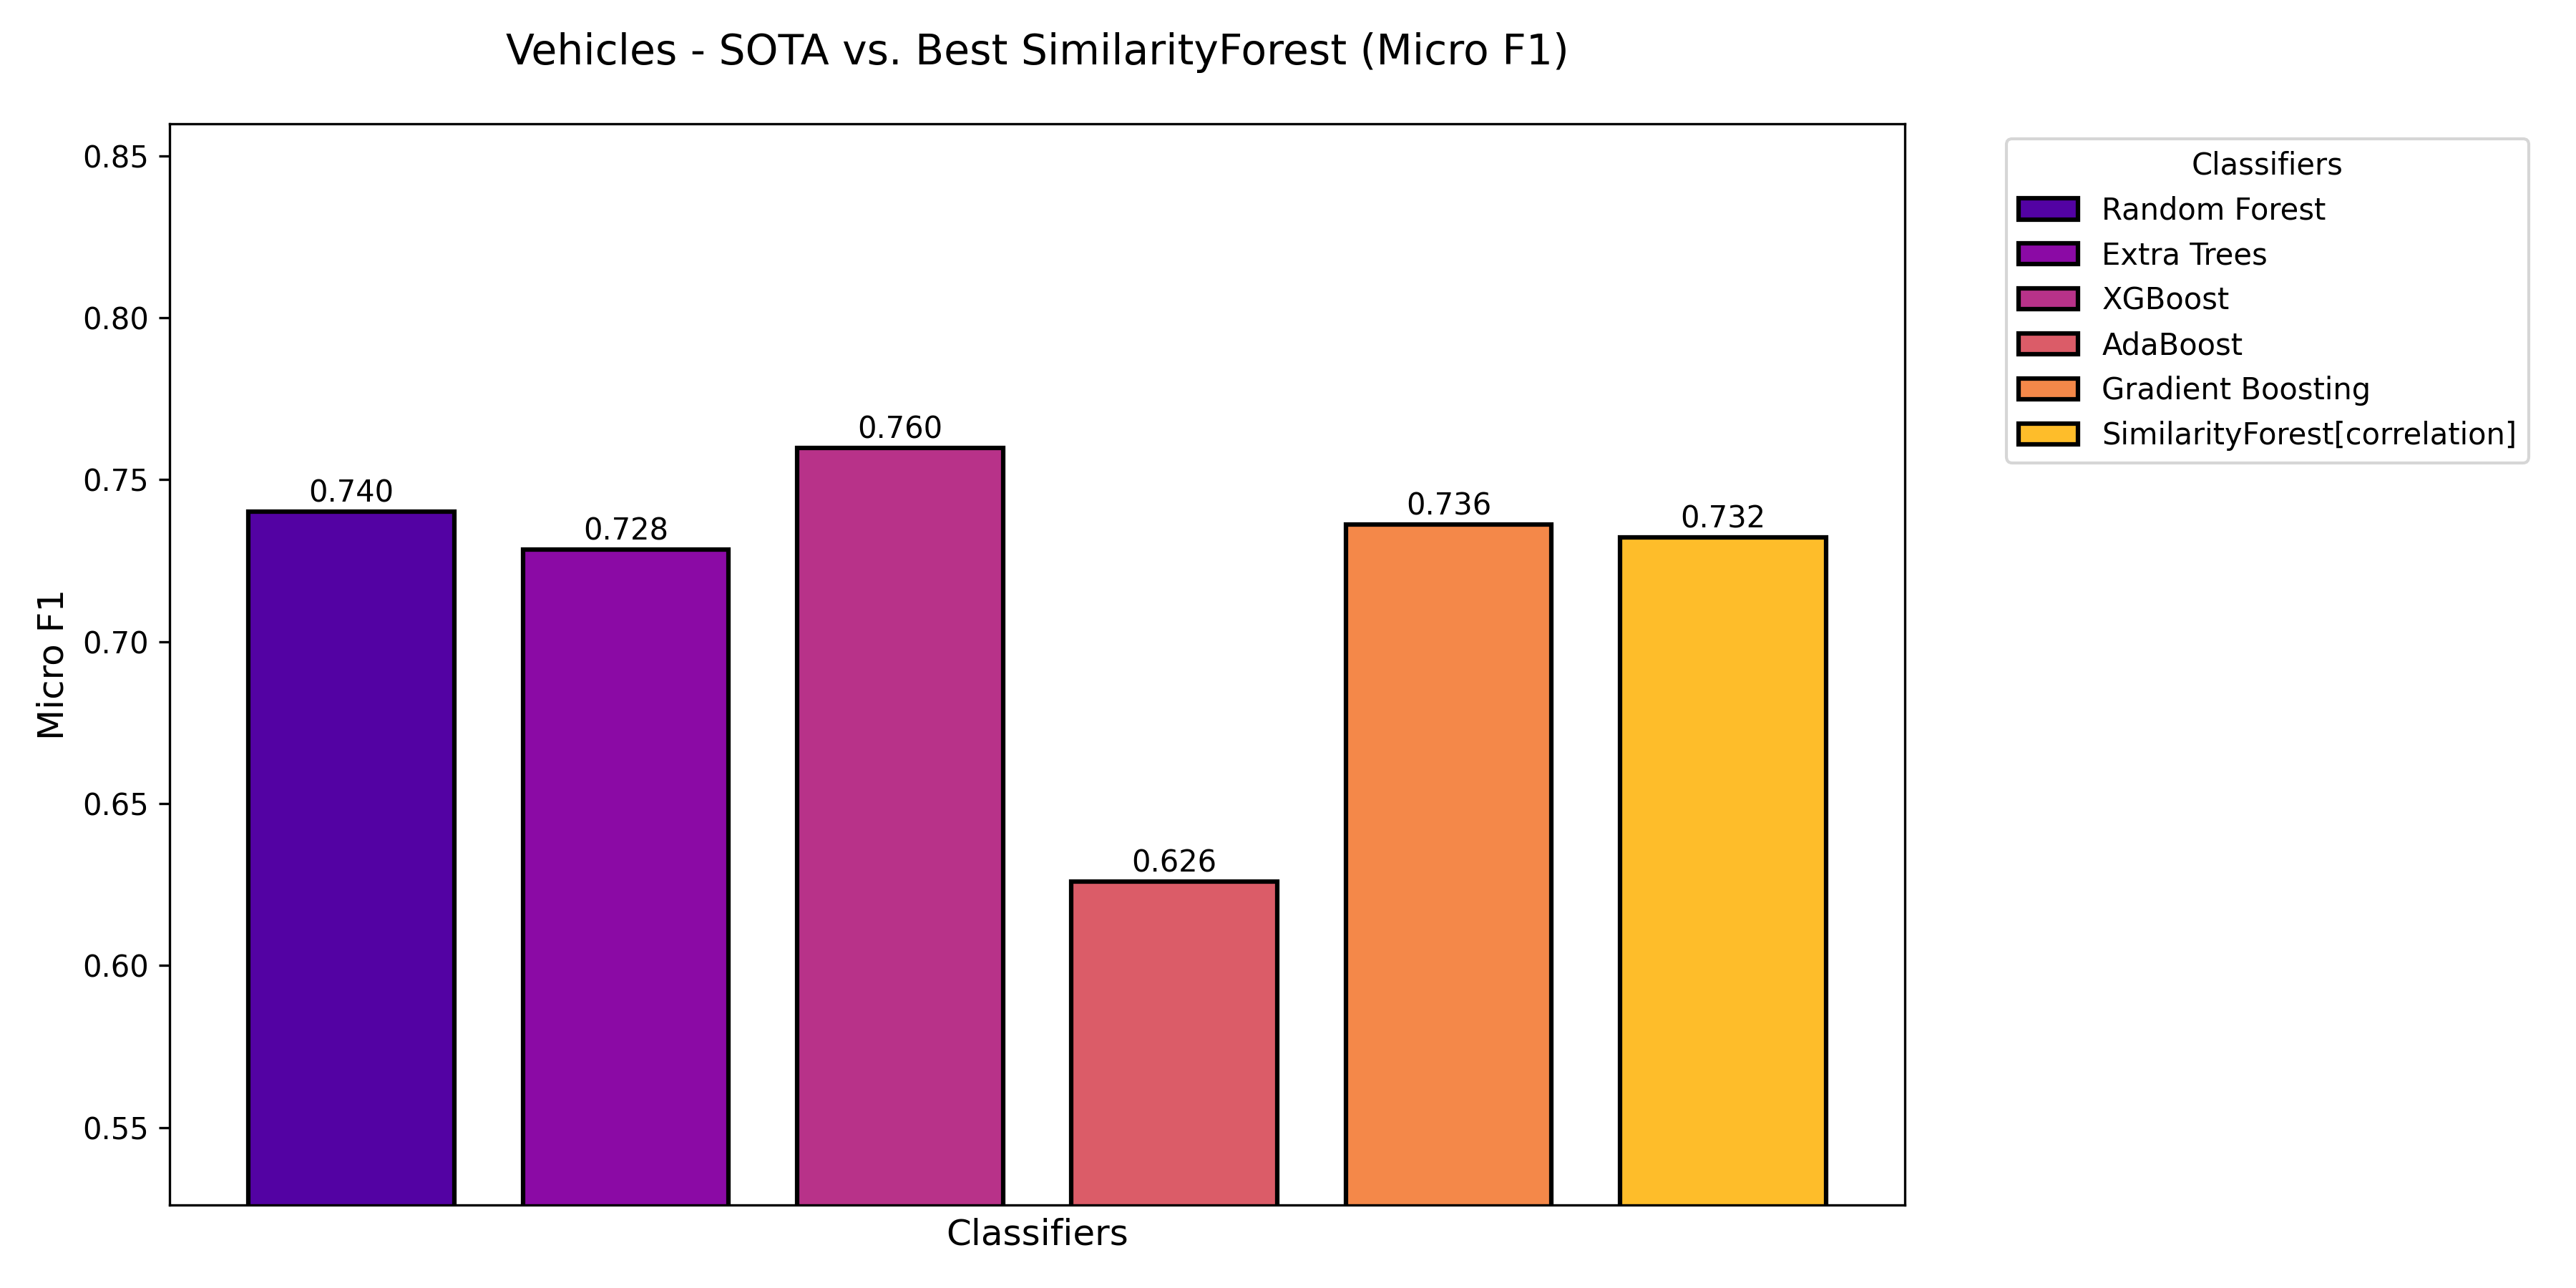 Vehicles - SOTA vs. Best SimilarityForest (Micro F1)
Micro F1
0.85
0.80
0.75
0.70
0.65
0.60
0.55
0.740
0.728
0.760
0.626
0.736
0.732
Classifiers
Classifiers
Random Forest
Extra Trees
XGBoost
AdaBoost
Gradient Boosting
SimilarityForest[correlation]